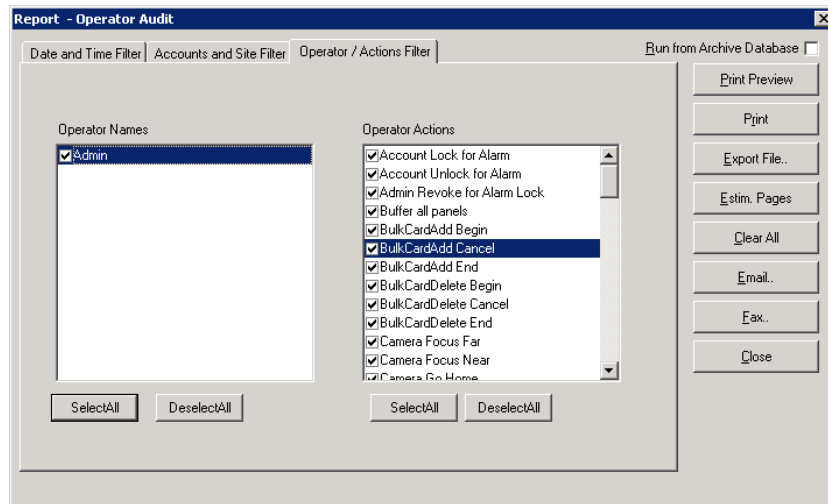 Report - Operator Audit
Date and Time Filter
Accounts and Site Filter
Operator / Actions Filter
Run from Archive Database
Print Preview
Print
Export File..
Estim. Pages
Clear All
Email..
Fax..
Close
Operator Names
Admin
SelectAll
DeselectAll
Operator Actions
Account Lock for Alarm
Account Unlock for Alarm
Admin Revoke for Alarm Lock
Buffer all panels
BulkCardAdd Begin
BulkCardAdd Cancel
BulkCardAdd End
BulkCardDelete Begin
BulkCardDelete Cancel
BulkCardDelete End
Camera Focus Far
Camera Focus Near
Camera Go Home
SelectAll
DeselectAll